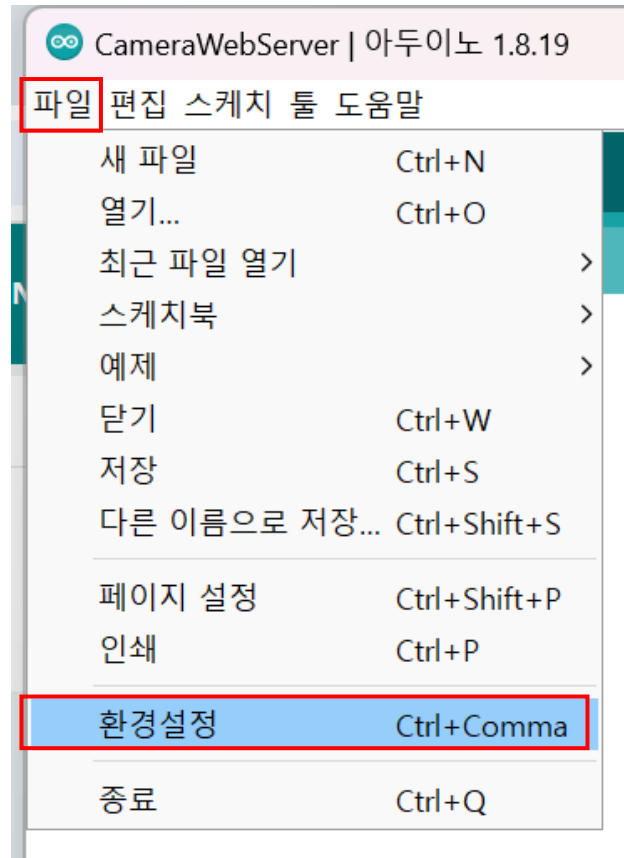 CameraWebServer | 아두이노 1.8.19
파일 편집 스케치 툴 도움말
새 파일 Ctrl+N
열기... Ctrl+O
최근 파일 열기
스케치북
예제
닫기 Ctrl+W
저장 Ctrl+S
다른 이름으로 저장... Ctrl+Shift+S
페이지 설정 Ctrl+Shift+P
인쇄 Ctrl+P
환경설정 Ctrl+Comma
종료 Ctrl+Q